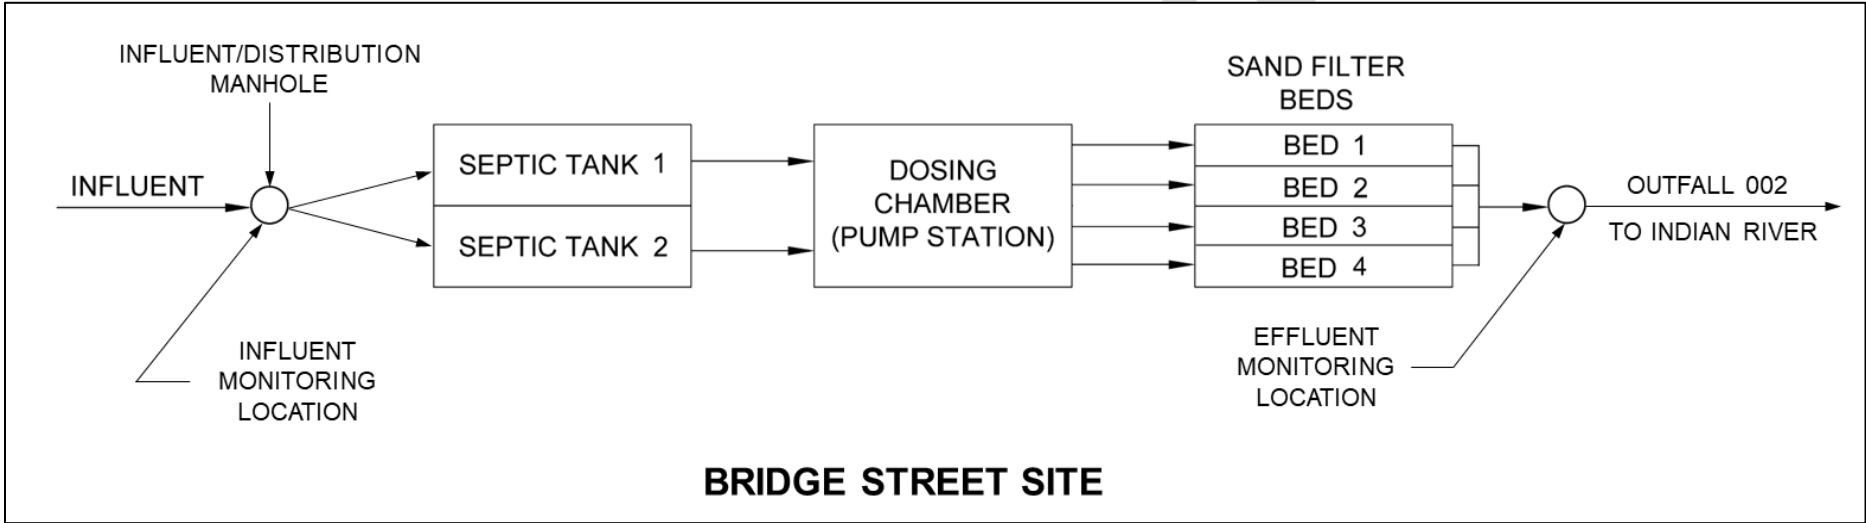 INFLUENT/DISTRIBUTION
MANHOLE
INFLUENT
SEPTIC TANK 1
SEPTIC TANK 2
INFLUENT
MONITORING
LOCATION
DOSING
CHAMBER
(PUMP STATION)
SAND FILTER
BEDS
BED 1
BED 2
BED 3
BED 4
EFFLUENT
MONITORING
LOCATION
OUTFALL 002
TO INDIAN RIVER
BRIDGE STREET SITE